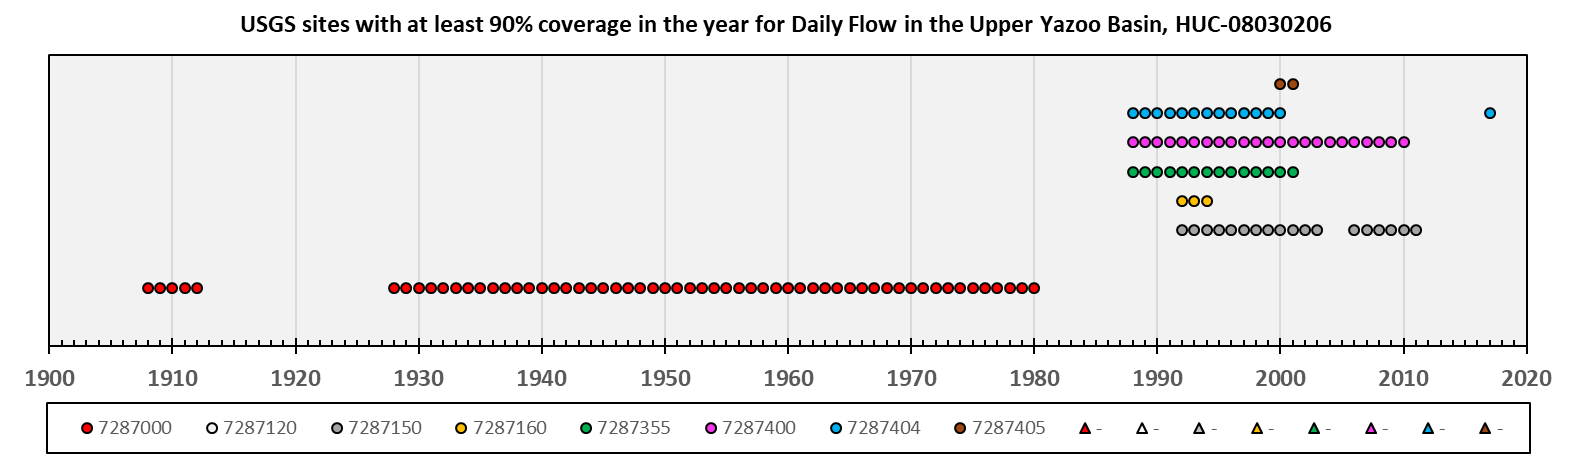 USGS sites with at least 90% coverage in the year for Daily Flow in the Upper Yazoo Basin, HUC-08030206
1900 1910 1920 1930 1940 1950 1960 1970 1980 1990 2000 2010 2020
7287000 7287120 7287150 7287160 7287355 7287400 7287404 7287405 - - - - - - - -